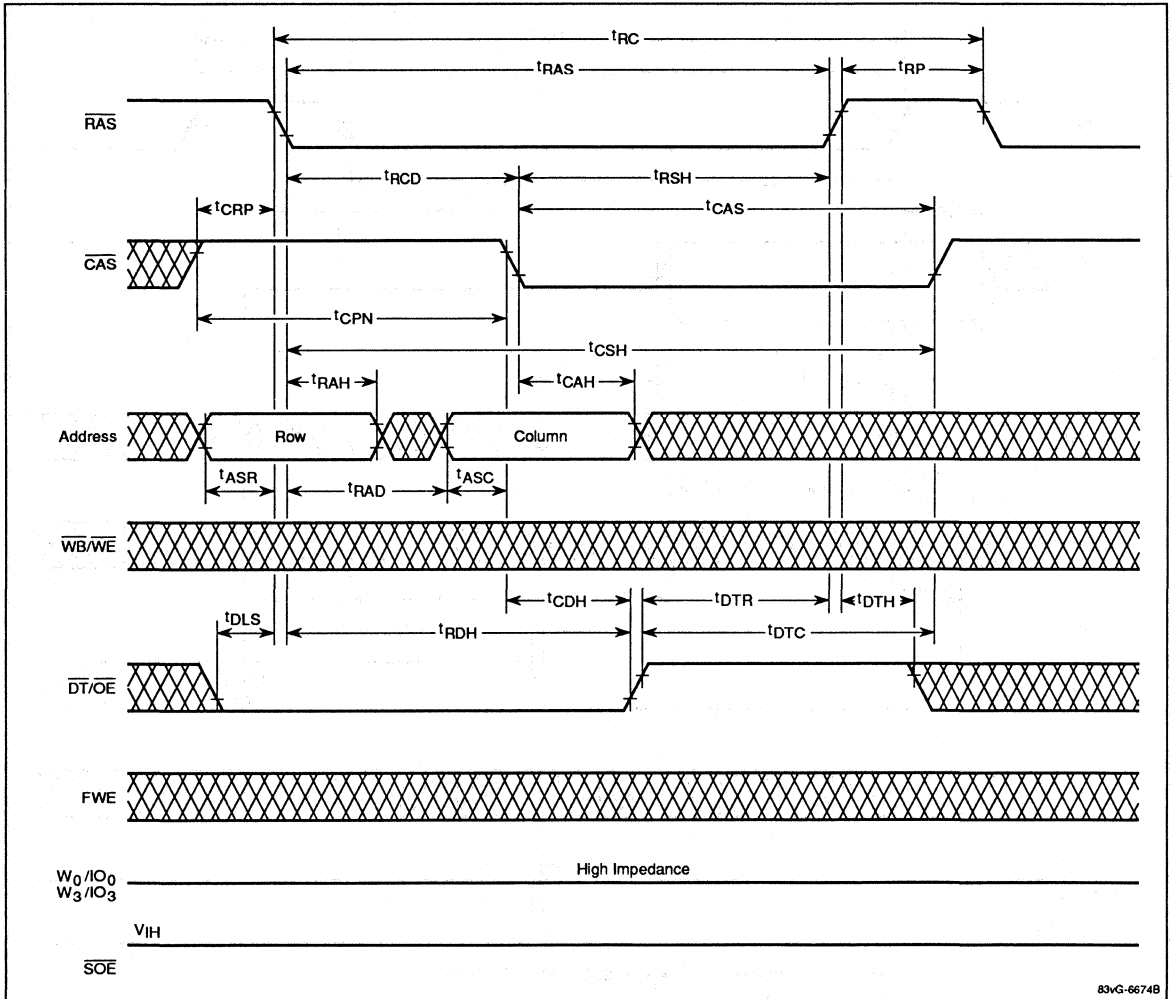 tRC
tRAS
tRP
RAS
tRCD
tRSH
tCRP
tCAS
CAS
tCPN
tCSH
tRAH
tCAH
Address
Row
Column
tASR
tRAD
tASC
WB/WE
tCDH
tDTR
tDTH
tDLS
tRDH
tDTC
DT/OE
FWE
High Impedance
W0/IO0
W3/IO3
VIH
SOE
83vG-6674B